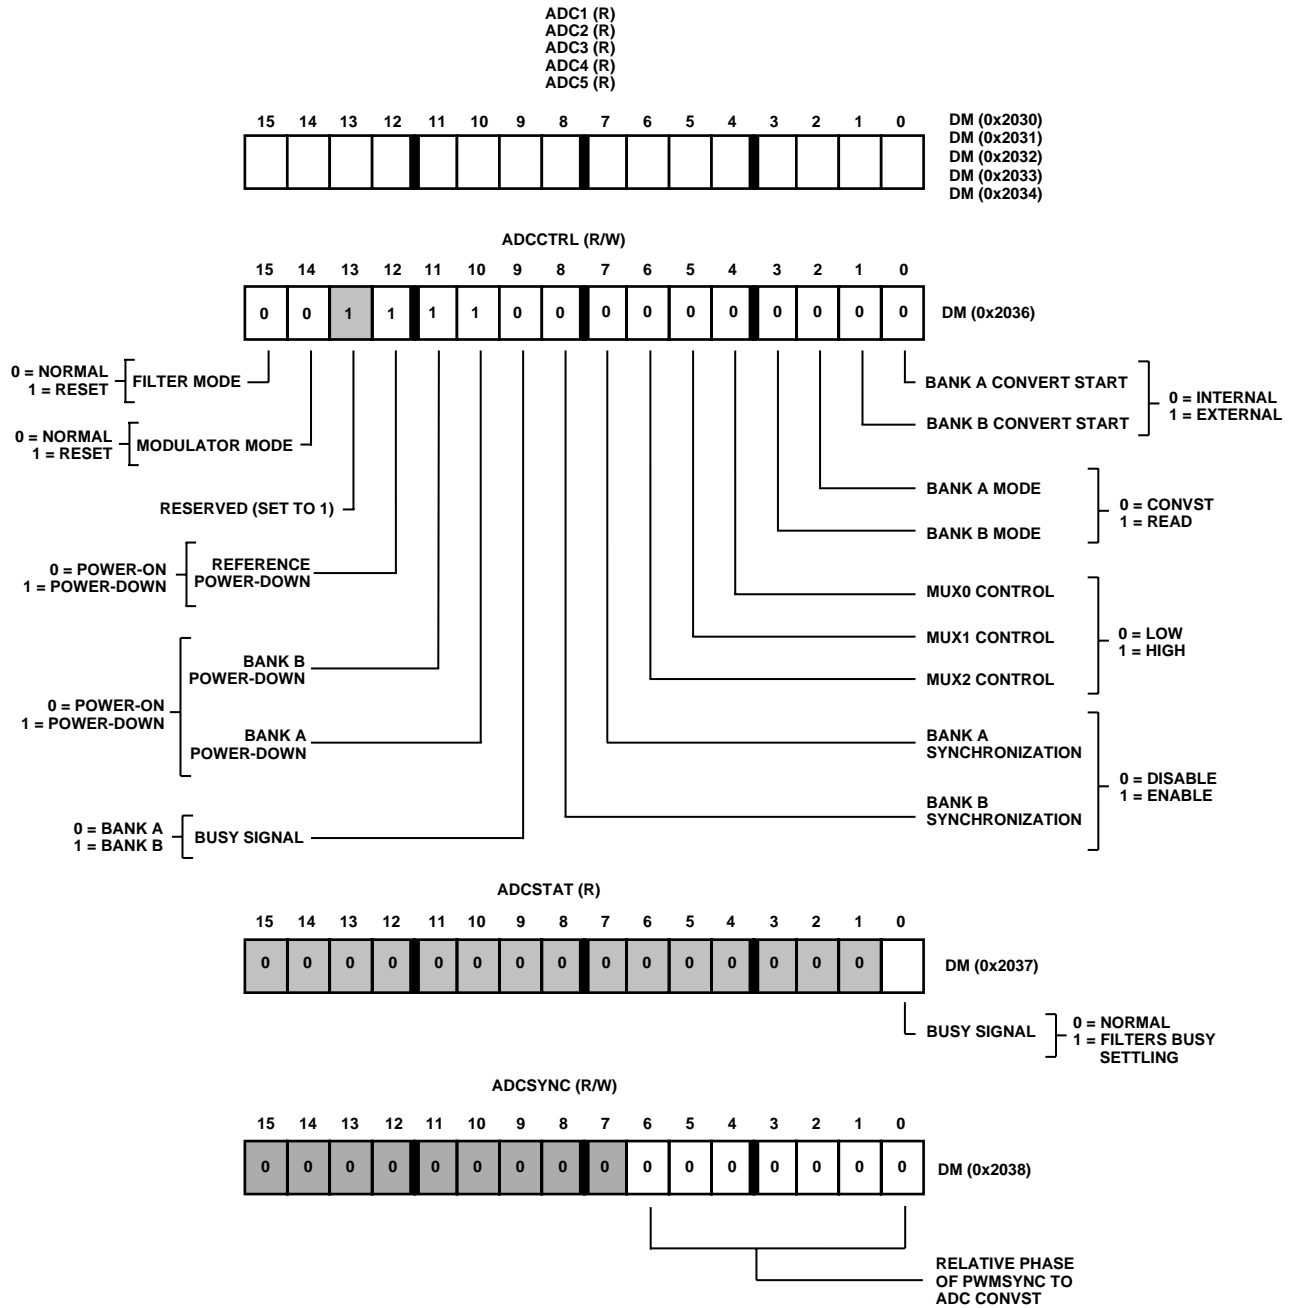 ADC1 (R)
ADC2 (R)
ADC3 (R)
ADC4 (R)
ADC5 (R)
15 14 13 12 11 10 9 8 7 6 5 4 3 2 1 0
DM (0x2030)
DM (0x2031)
DM (0x2032)
DM (0x2033)
DM (0x2034)
ADCCTRL (R/W)
15 14 13 12 11 10 9 8 7 6 5 4 3 2 1 0
0 0 1 1 1 1 0 0 0 0 0 0 0 0 0 0
DM (0x2036)
0 = NORMAL
1 = RESET
FILTER MODE
0 = NORMAL
1 = RESET
MODULATOR MODE
RESERVED (SET TO 1)
0 = POWER-ON
1 = POWER-DOWN
REFERENCE
POWER-DOWN
BANK B
POWER-DOWN
0 = POWER-ON
1 = POWER-DOWN
BANK A
POWER-DOWN
0 = BANK A
1 = BANK B
BUSY SIGNAL
BANK A CONVERT START
BANK B CONVERT START
0 = INTERNAL
1 = EXTERNAL
BANK A MODE
BANK B MODE
0 = CONVST
1 = READ
MUX0 CONTROL
MUX1 CONTROL
MUX2 CONTROL
0 = LOW
1 = HIGH
BANK A
SYNCHRONIZATION
BANK B
SYNCHRONIZATION
0 = DISABLE
1 = ENABLE
ADCSTAT (R)
15 14 13 12 11 10 9 8 7 6 5 4 3 2 1 0
0 0 0 0 0 0 0 0 0 0 0 0 0 0 0
DM (0x2037)
BUSY SIGNAL
0 = NORMAL
1 = FILTERS BUSY
SETTLING
ADCSYNC (R/W)
15 14 13 12 11 10 9 8 7 6 5 4 3 2 1 0
0 0 0 0 0 0 0 0 0 0 0 0 0 0 0 0
DM (0x2038)
RELATIVE PHASE
OF PWMSYNC TO
ADC CONVST